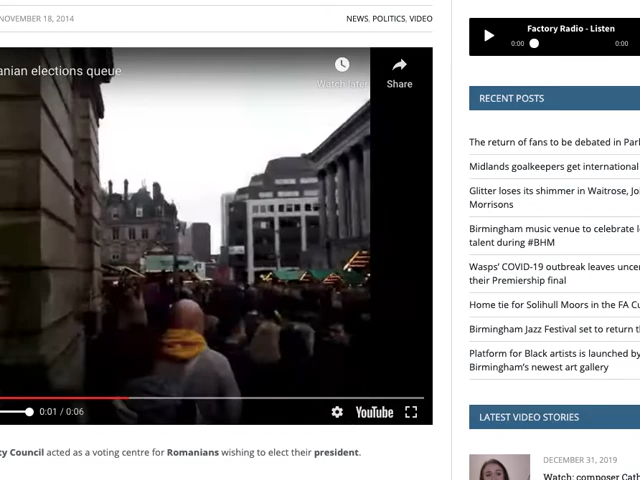 NOVEMBER 18, 2014
NEWS, POLITICS, VIDEO
anian elections queue
Watch later
Share
0:01 / 0:06
YouTube
cy Council acted as a voting centre for Romanians wishing to elect their president.
Factory Radio - Listen
0:00
0:00
RECENT POSTS
The return of fans to be debated in Parl
Midlands goalkeepers get international
Glitter loses its shimmer in Waitrose, Jo
Morrisons
Birmingham music venue to celebrate l
talent during #BHM
Wasps’ COVID-19 outbreak leaves uncer
their Premiership final
Home tie for Solihull Moors in the FA Cu
Birmingham Jazz Festival set to return t
Platform for Black artists is launched by
Birmingham’s newest art gallery
LATEST VIDEO STORIES
DECEMBER 31, 2019
Watch: composer Cath